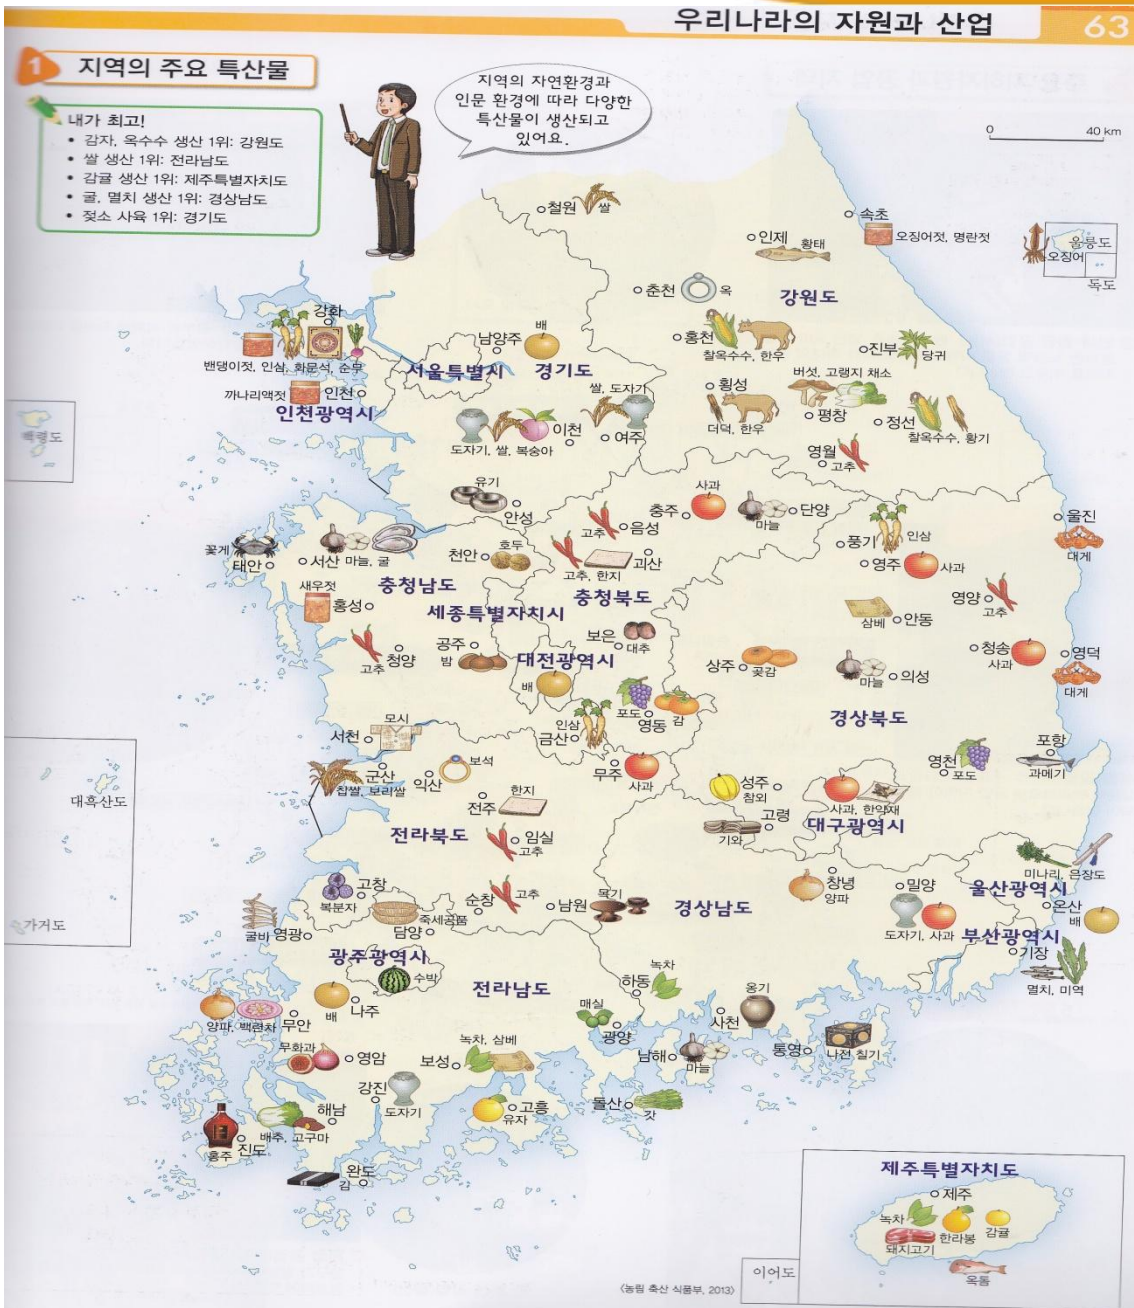 우리나라의 자원과 산업
63
1 지역의 주요 특산물
지역의 자연환경과
인문 환경에 따라 다양한
특산물이 생산되고
있어요.
내가 최고!
• 감자, 옥수수 생산 1위: 강원도
• 쌀 생산 1위: 전라남도
• 감귤 생산 1위: 제주특별자치도
• 굴, 멸치 생산 1위: 경상남도
• 젖소 사육 1위: 경기도
0 40 km
철원
쌀
속초
오징어젓, 명란젓
인제
황태
울릉도
오징어
독도
춘천
옥
강원도
강화
밴댕이젓, 인삼, 화문석, 순무
남양주
배
서울특별시
경기도
홍천
찰옥수수, 한우
진부
당귀
까나리액젓
인천
인천광역시
백령도
도자기, 쌀, 복숭아
이천
쌀, 도자기
여주
횡성
더덕, 한우
버섯, 고랭지 채소
평창
정선
찰옥수수, 황기
영월
고추
유기
안성
사과
충주
마늘
단양
고추
음성
울진
대게
풍기
인삼
꽃게
태안
서산
마늘, 굴
천안
호두
고추, 한지
괴산
영주
사과
충청남도
충청북도
새우젓
홍성
세종특별자치시
삼베
안동
영양
고추
고추
청양
공주
밤
보은
대추
대전광역시
배
상주
곶감
마늘
의성
청송
사과
영덕
대게
포도
영동
감
경상북도
인삼
금산
모시
서천
군산
찹쌀, 보리쌀
익산
보석
무주
사과
영천
포도
포항
과메기
성주
참외
사과, 한약재
대구광역시
대흑산도
전주
한지
고령
기와
전라북도
임실
고추
미나리, 은장도
울산광역시
고창
복분자
순창
고추
남원
목기
경상남도
창녕
양파
밀양
도자기, 사과
온산
배
가거도
굴비
영광
죽세공품
담양
부산광역시
기장
멸치, 미역
광주광역시
수박
전라남도
하동
녹차
양파, 백련차
무안
배
나주
매실
광양
사천
옹기
무화과
영암
보성
녹차, 삼베
남해
마늘
통영
나전 칠기
강진
도자기
고흥
유자
돌산
갓
홍주
진도
배추, 고구마
해남
완도
김
제주특별자치도
제주
녹차
한라봉
감귤
돼지고기
옥돔
이어도
〈농림 축산 식품부, 2013〉